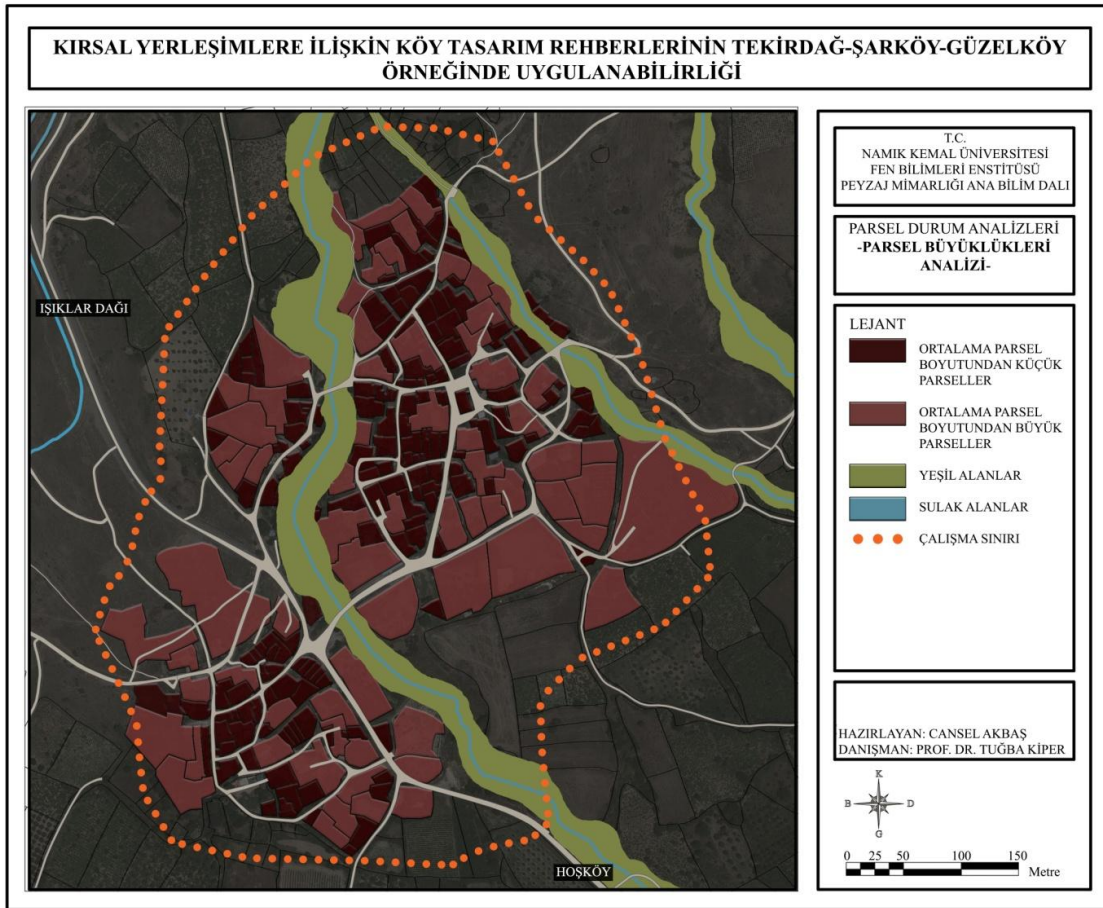 KIRSAL YERLEŞİMLERE İLİŞKİN KÖY TASARIM REHBERLERİNİN TEKİRDAĞ-ŞARKÖY-GÜZELKÖY
ÖRNEĞİNDE UYGULANABİLİRLİĞİ
IŞIKLAR DAĞI
HOŞKÖY
T.C.
NAMIK KEMAL ÜNİVERSİTESİ
FEN BİLİMLERİ ENSTİTÜSÜ
PEYZAJ MİMARLIĞI ANA BİLİM DALI
PARSEL DURUM ANALİZLERİ
-PARSEL BÜYÜKLÜKLERİ
ANALİZİ-
LEJANT
ORTALAMA PARSEL
BOYUTUNDAN KÜÇÜK
PARSELLER
ORTALAMA PARSEL
BOYUTUNDAN BÜYÜK
PARSELLER
YEŞİL ALANLAR
SULAK ALANLAR
ÇALIŞMA SINIRI
HAZIRLAYAN: CANSEL AKBAŞ
DANIŞMAN: PROF. DR. TUĞBA KİPER
K
B D
G
0 25 50 100 150
Metre